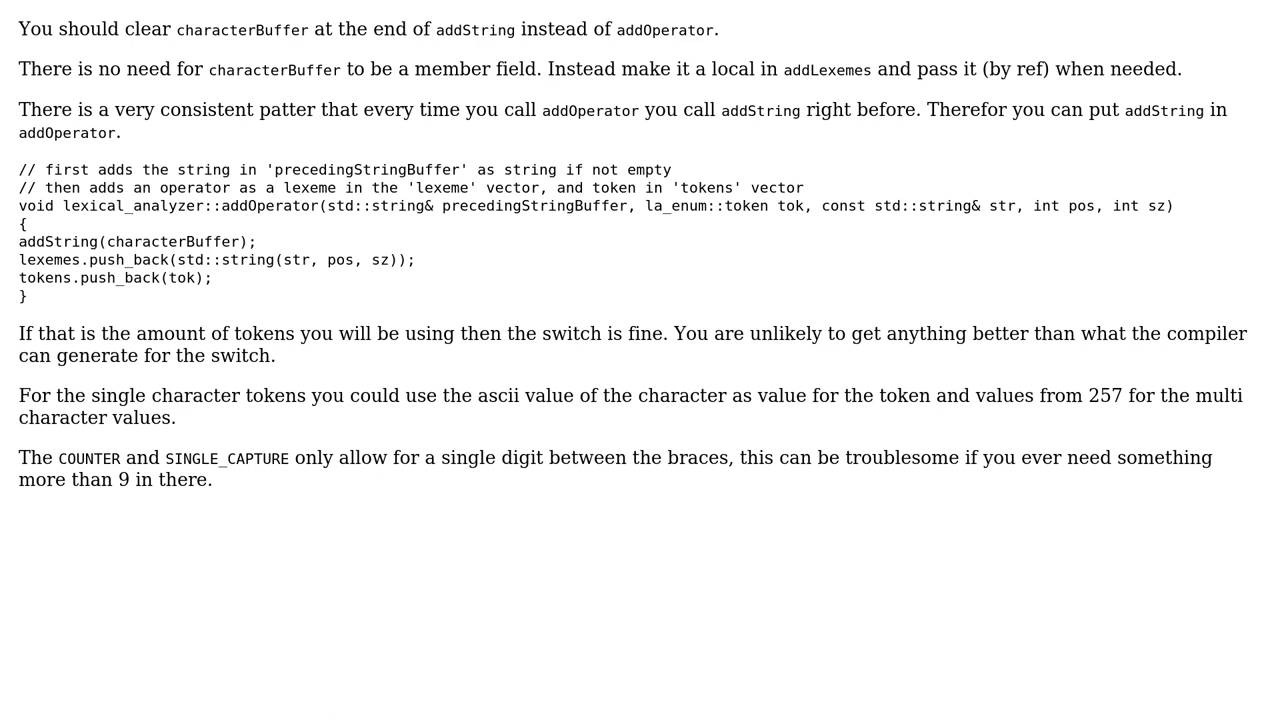 You should clear characterBuffer at the end of addString instead of addOperator.
There is no need for characterBuffer to be a member field. Instead make it a local in addLexemes and pass it (by ref) when needed.
There is a very consistent patter that every time you call addOperator you call addString right before. Therefor you can put addString in
addOperator.
// first adds the string in 'precedingStringBuffer' as string if not empty
// then adds an operator as a lexeme in the 'lexeme' vector, and token in 'tokens' vector
void lexical_analyzer::addOperator(std::string& precedingStringBuffer, la_enum::token tok, const std::string& str, int pos, int sz)
{
addString(characterBuffer);
lexemes.push_back(std::string(str, pos, sz));
tokens.push_back(tok);
}
If that is the amount of tokens you will be using then the switch is fine. You are unlikely to get anything better than what the compiler
can generate for the switch.
For the single character tokens you could use the ascii value of the character as value for the token and values from 257 for the multi
character values.
The COUNTER and SINGLE_CAPTURE only allow for a single digit between the braces, this can be troublesome if you ever need something
more than 9 in there.